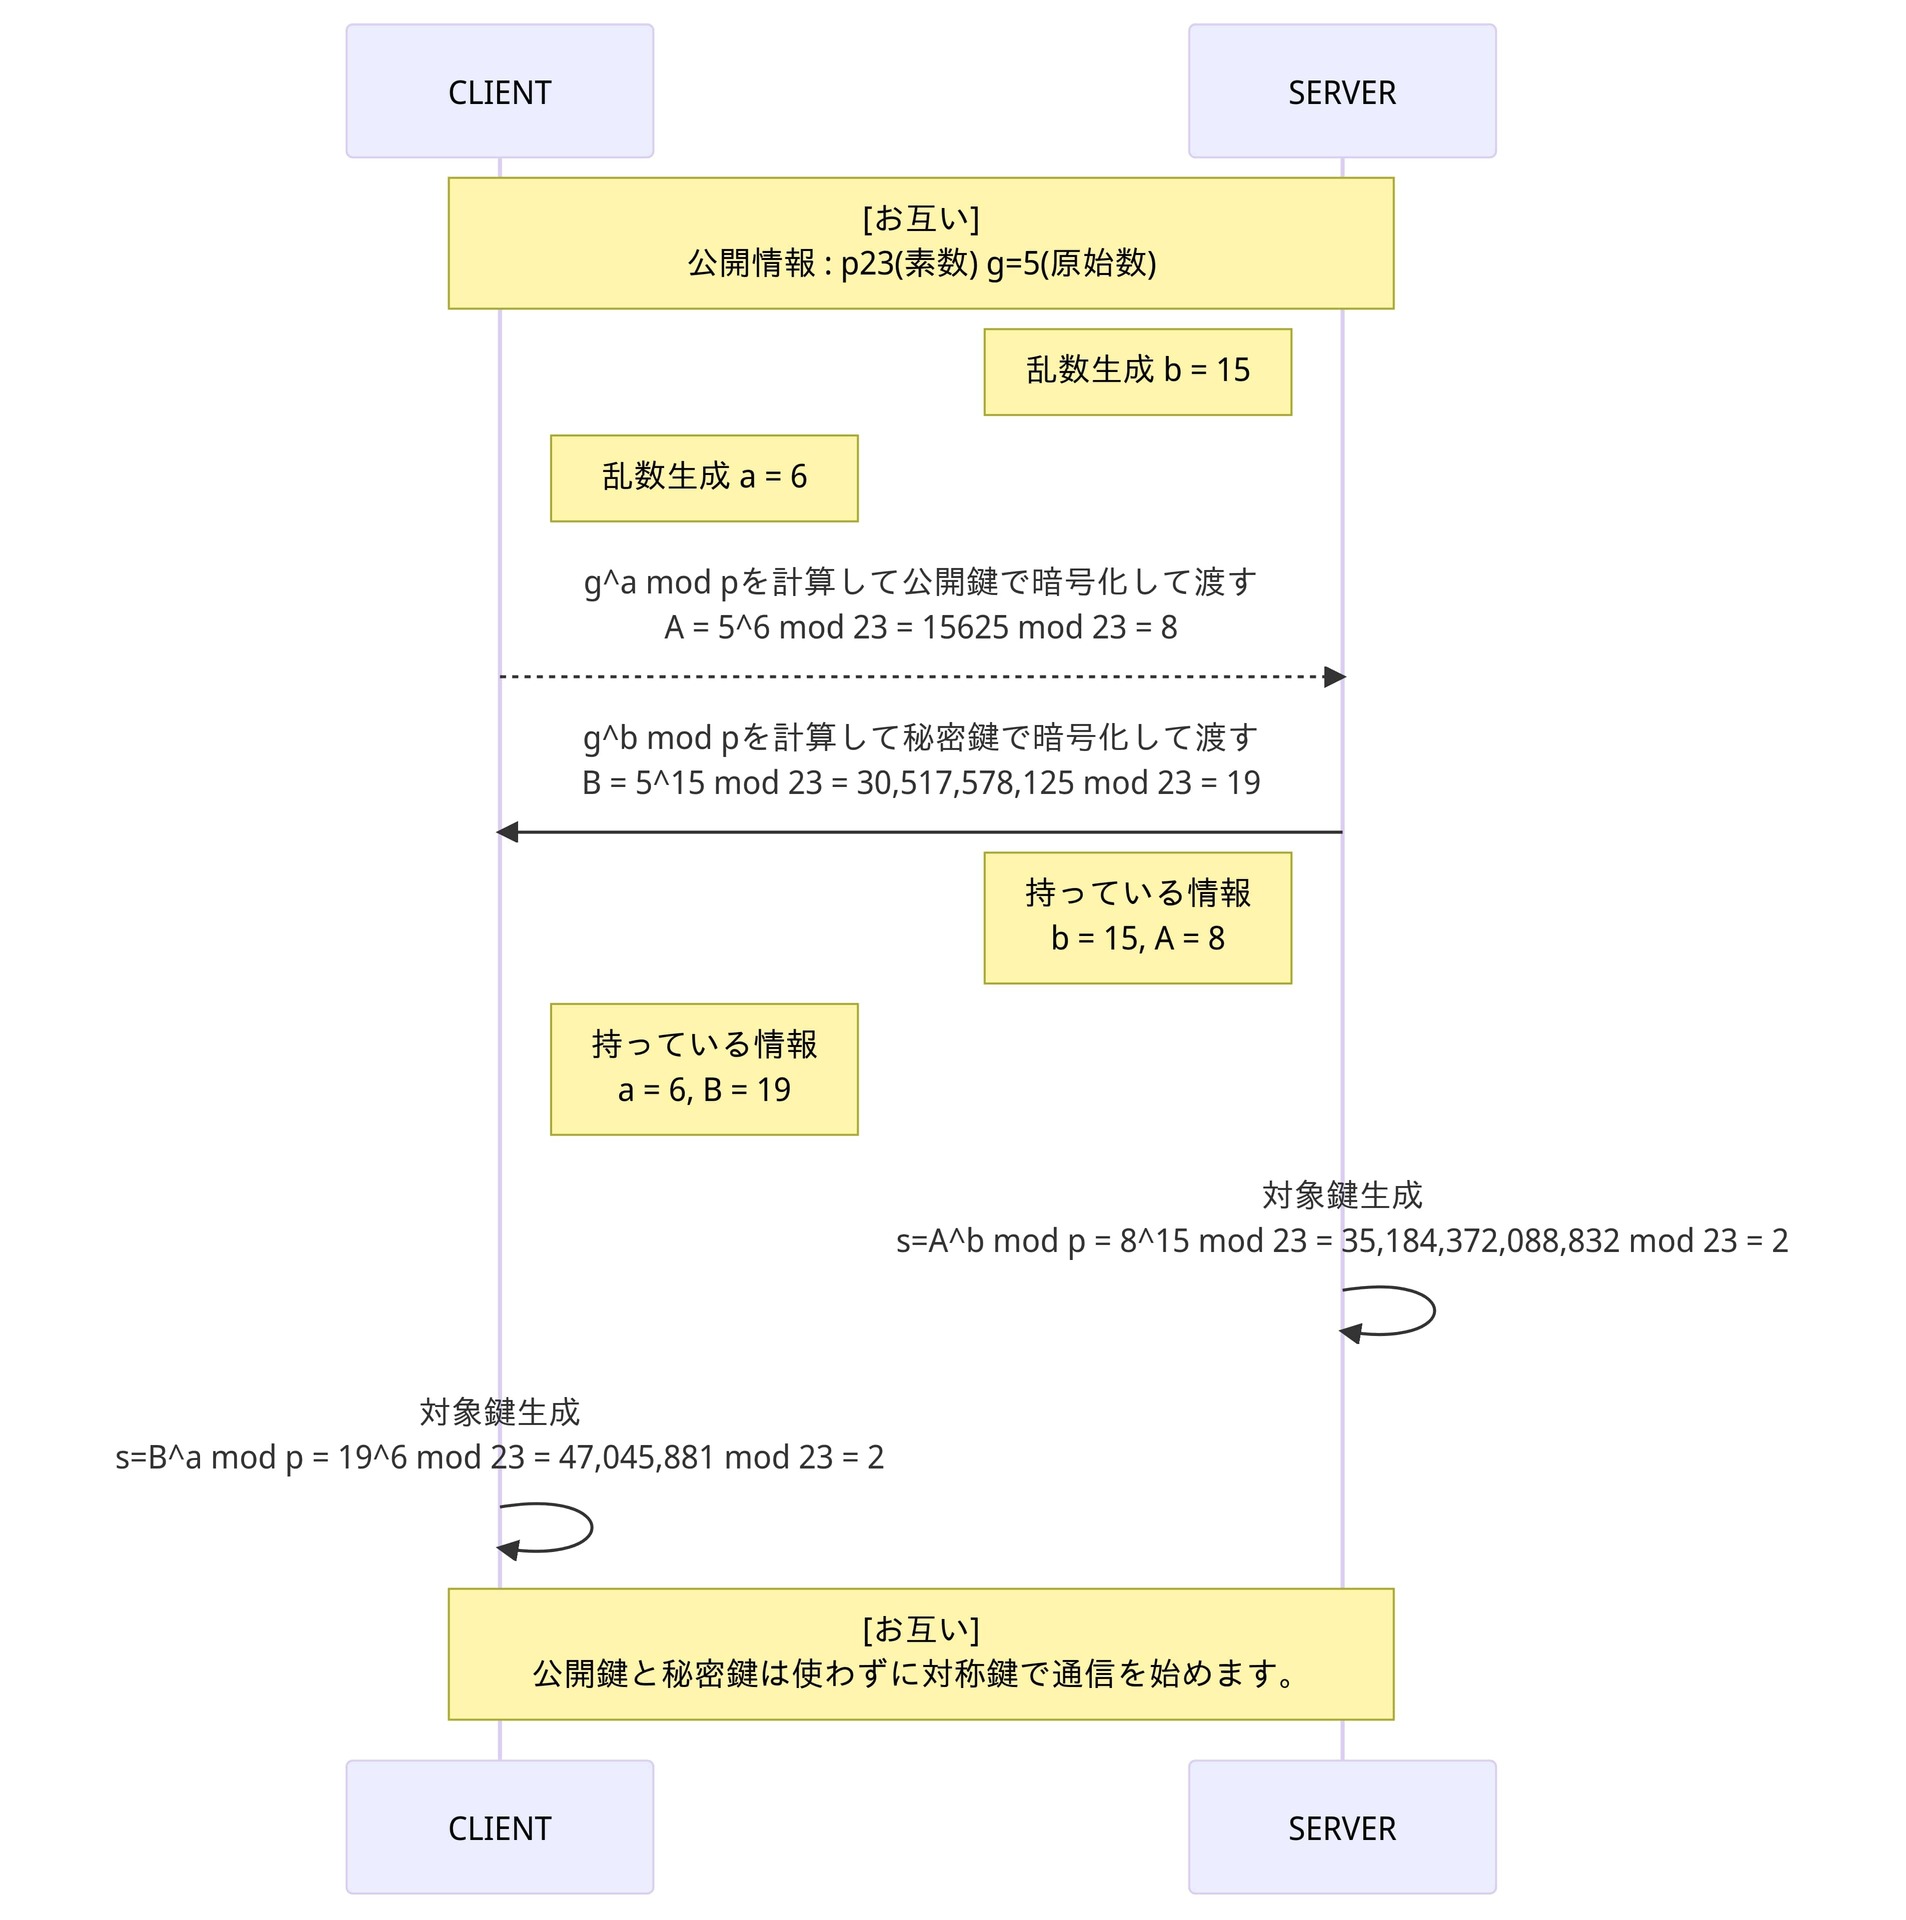 CLIENT
SERVER
[お互い]
公開情報 : p23(素数) g=5(原始数)
乱数生成 b = 15
乱数生成 a = 6
g^a mod pを計算して公開鍵で暗号化して渡す
A = 5^6 mod 23 = 15625 mod 23 = 8
g^b mod pを計算して秘密鍵で暗号化して渡す
B = 5^15 mod 23 = 30,517,578,125 mod 23 = 19
持っている情報
b = 15, A = 8
持っている情報
a = 6, B = 19
対象鍵生成
s=A^b mod p = 8^15 mod 23 = 35,184,372,088,832 mod 23 = 2
対象鍵生成
s=B^a mod p = 19^6 mod 23 = 47,045,881 mod 23 = 2
[お互い]
公開鍵と秘密鍵は使わずに対称鍵で通信を始めます。
CLIENT
SERVER